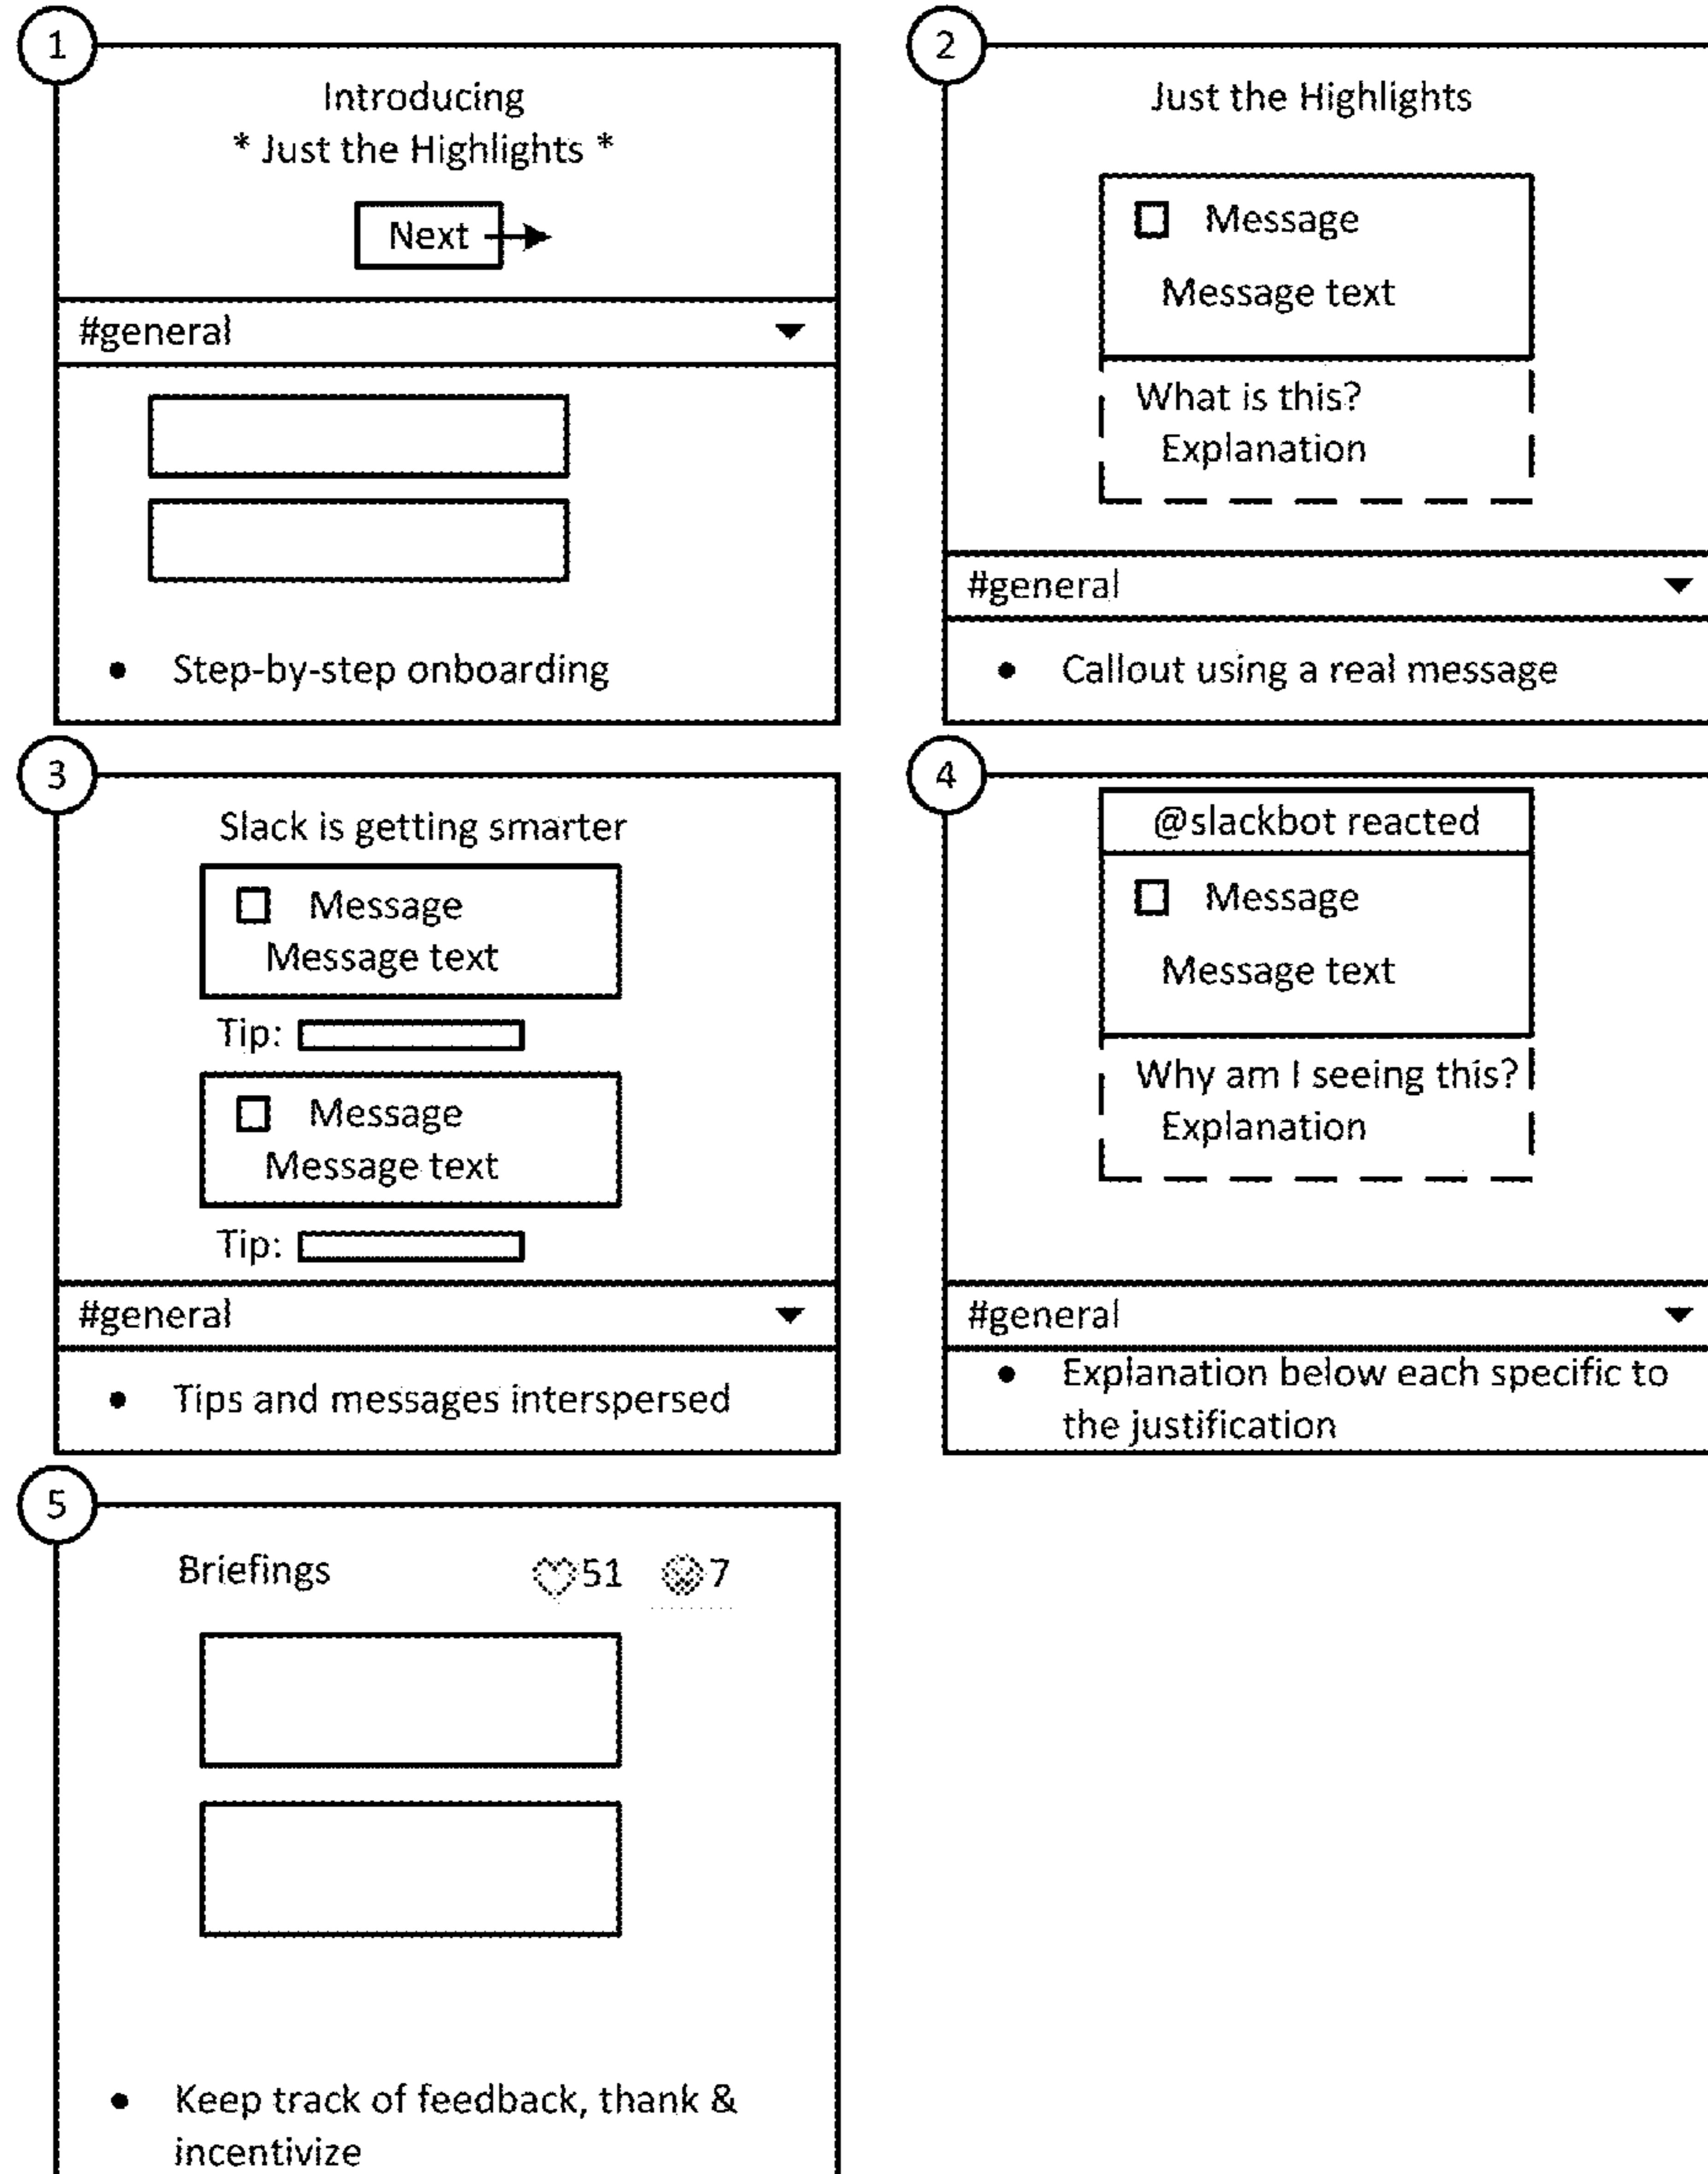 1
Introducing
* Just the Highlights *
Next
#general
• Step-by-step onboarding
2
Just the Highlights
Message
Message text
What is this?
Explanation
#general
• Callout using a real message
3
Slack is getting smarter
Message
Message text
Tip:
Message
Message text
Tip:
#general
• Tips and messages interspersed
4
@slackbot reacted
Message
Message text
Why am I seeing this?
Explanation
#general
• Explanation below each specific to
the justification
5
Briefings 51 7
• Keep track of feedback, thank &
incentivize